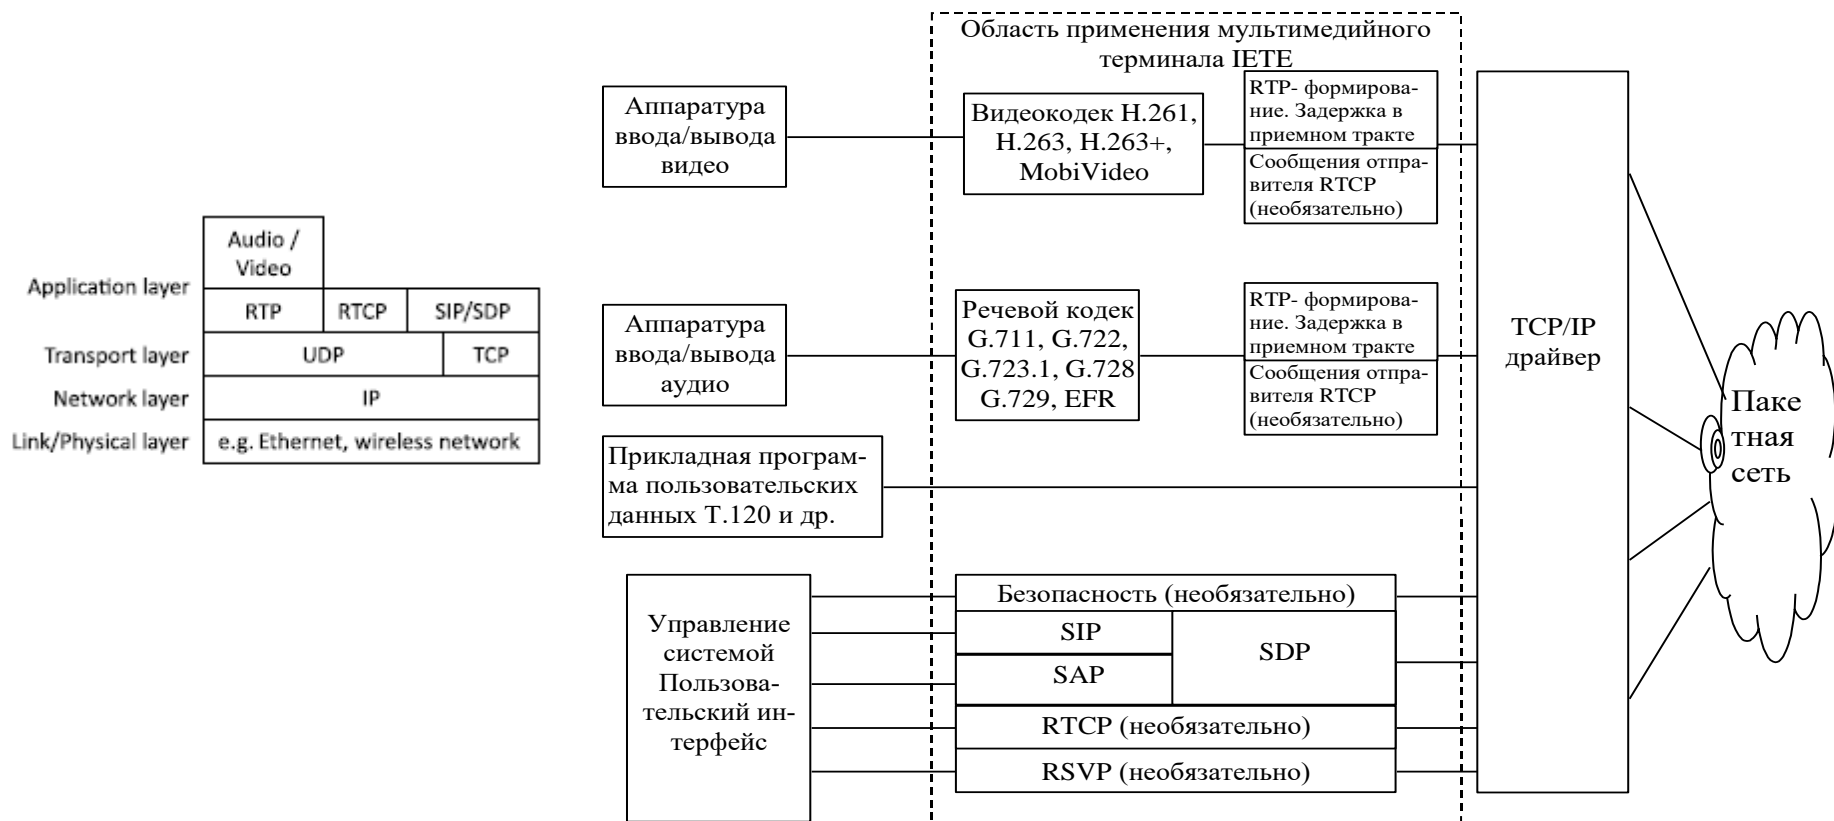 Audio /
Video
Application layer
RTP
RTCP
SIP/SDP
Transport layer
UDP
TCP
Network layer
IP
Link/Physical layer
e.g. Ethernet, wireless network
Область применения мультимедийного
терминала IETE
Аппаратура
ввода/вывода
видео
Видеокодек H.261,
H.263, H.263+,
MobiVideo
RTP- формирова-
ние. Задержка в
приемном тракте
Сообщения отпра-
вителя RTCP
(необязательно)
Аппаратура
ввода/вывода
аудио
Речевой кодек
G.711, G.722,
G.723.1, G.728
G.729, EFR
RTP- формирова-
ние. Задержка в
приемном тракте
Сообщения отпра-
вителя RTCP
(необязательно)
Прикладная програм-
ма пользовательских
данных T.120 и др.
Управление
системой
Пользова-
тельский ин-
терфейс
Безопасность (необязательно)
SIP
SAP
SDP
RTCP (необязательно)
RSVP (необязательно)
TCP/IP
драйвер
Паке
тная
сеть